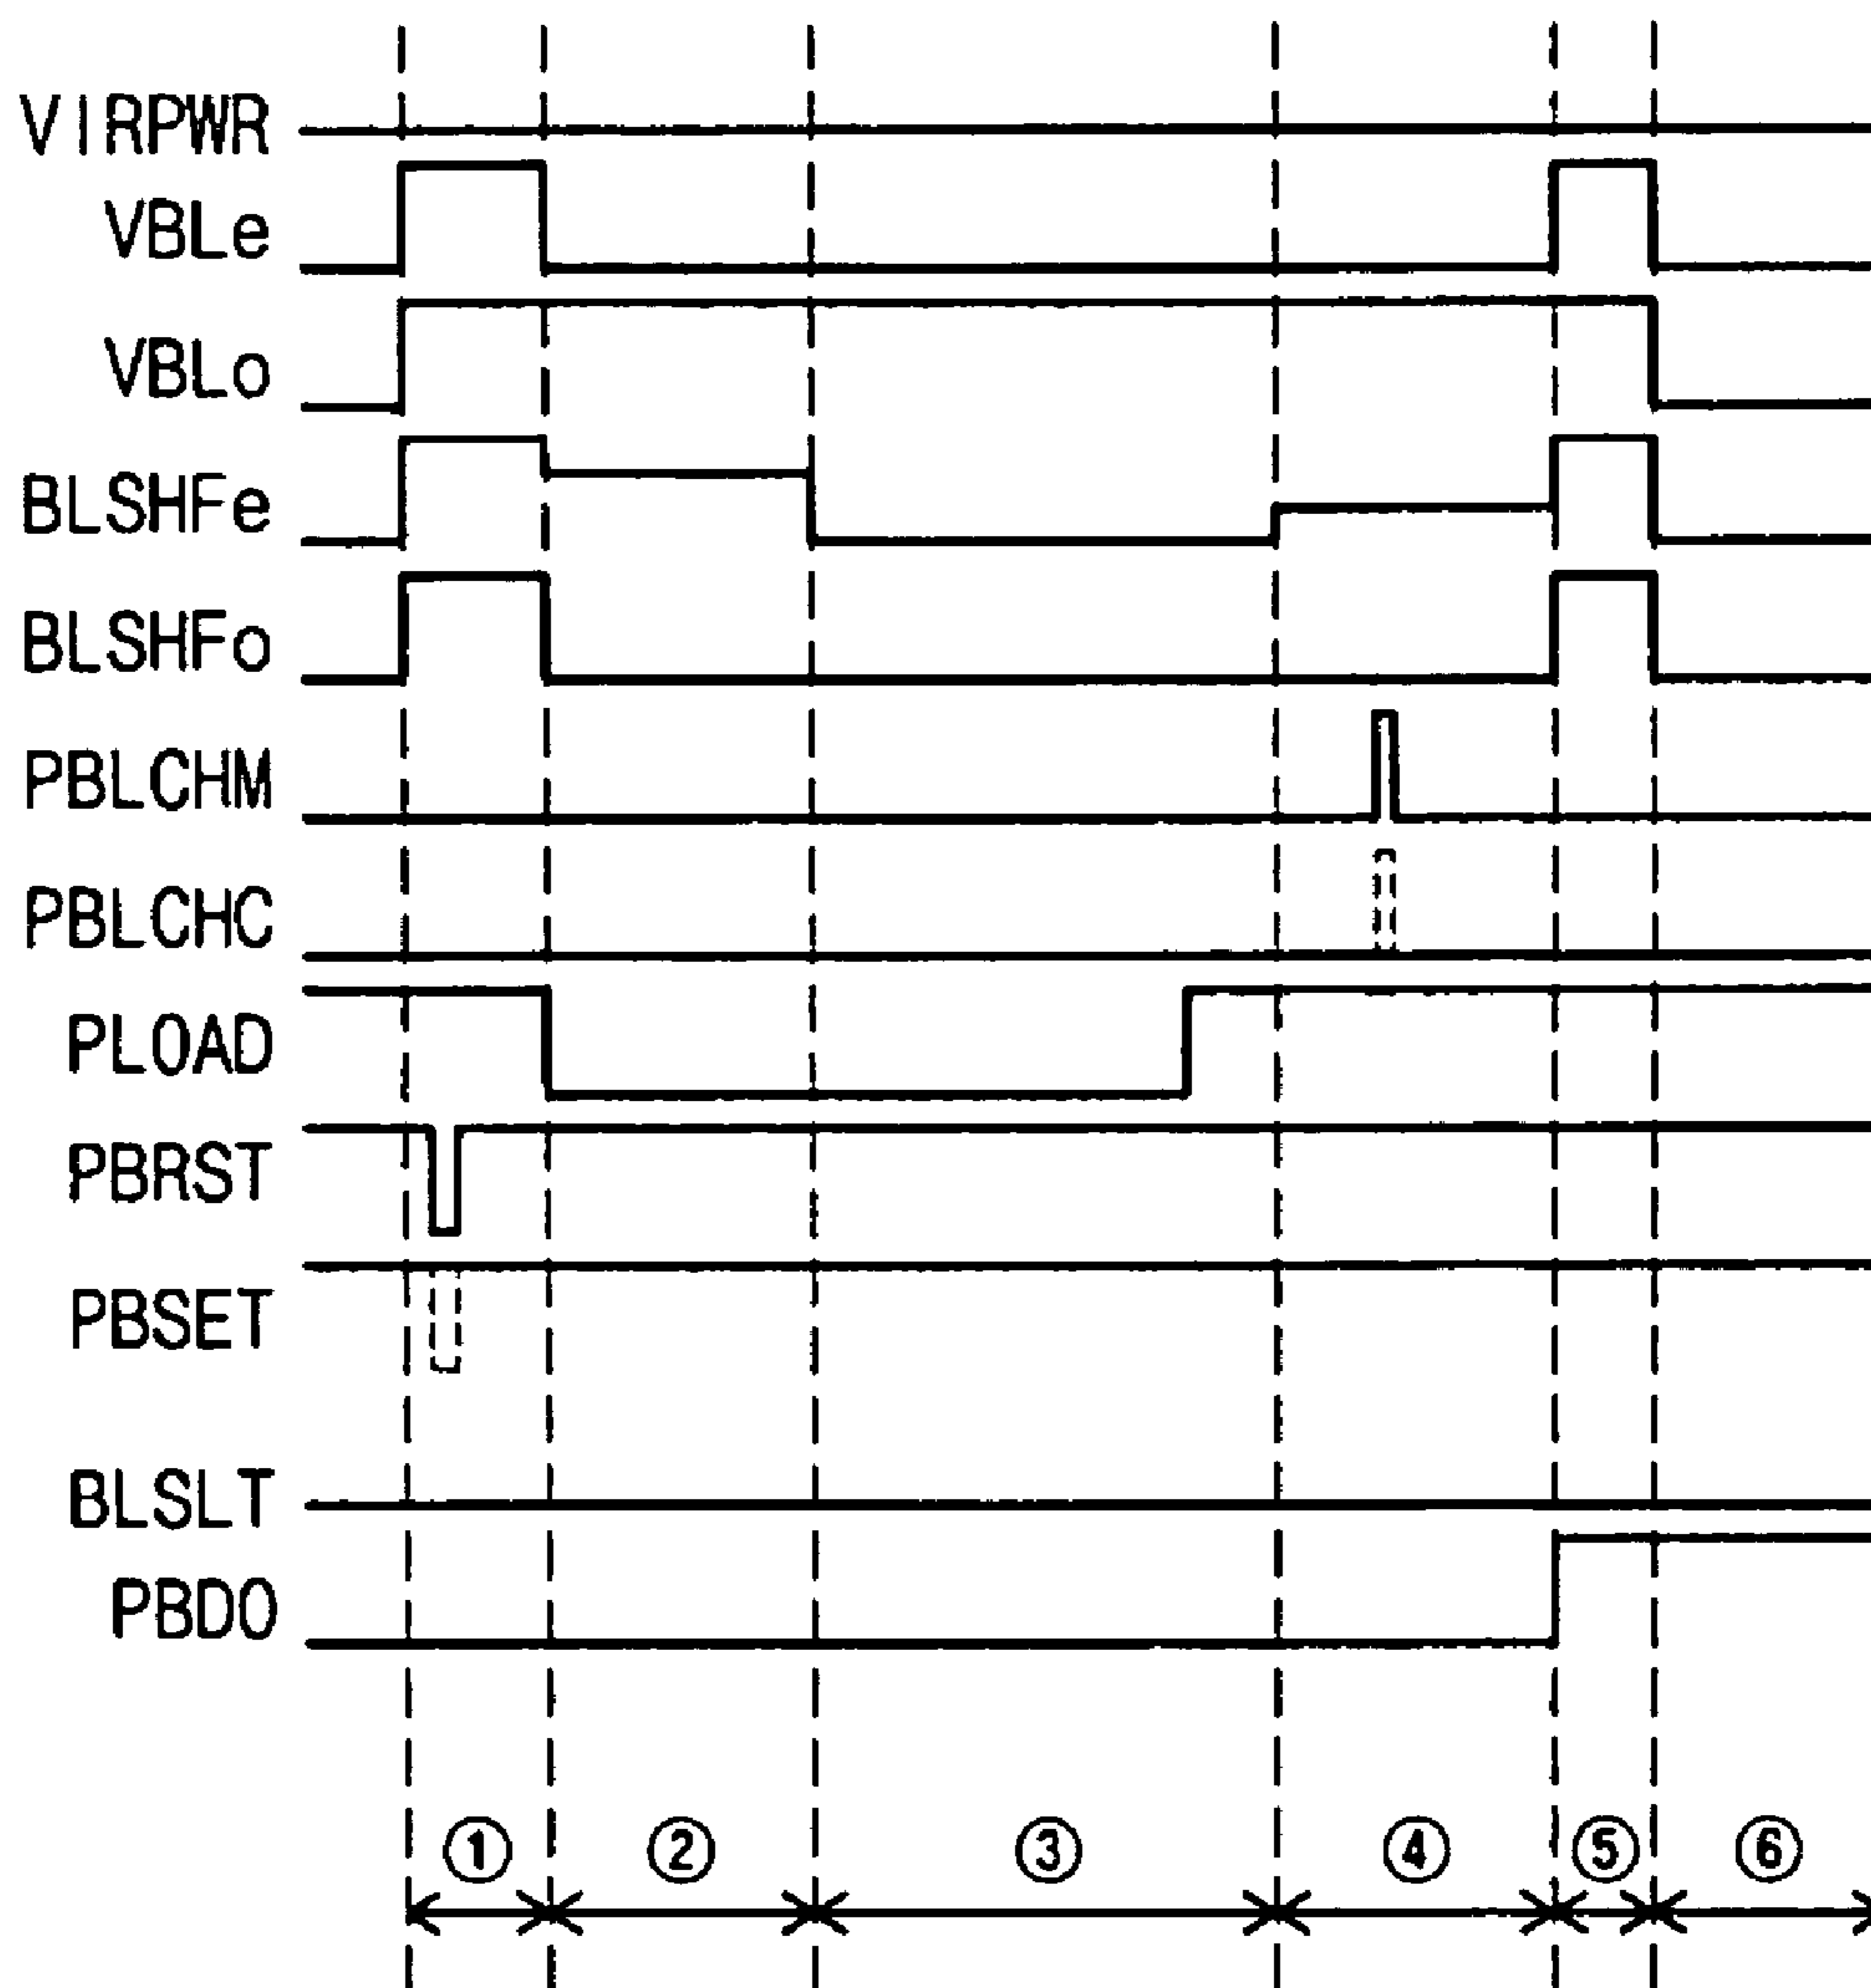 VIRPWR
VBLe
VBLo
BLSHFe
BLSHFo
PBLCHM
PBLCHC
PLOAD
PBRST
PBSET
BLSLT
PBDO
① ② ③ ④ ⑤ ⑥